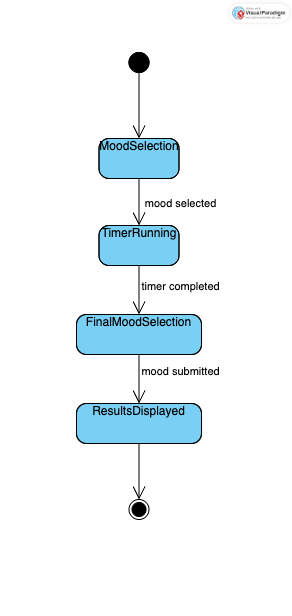 Visual Paradigm
MoodSelection
mood selected
TimerRunning
timer completed
FinalMoodSelection
mood submitted
ResultsDisplayed